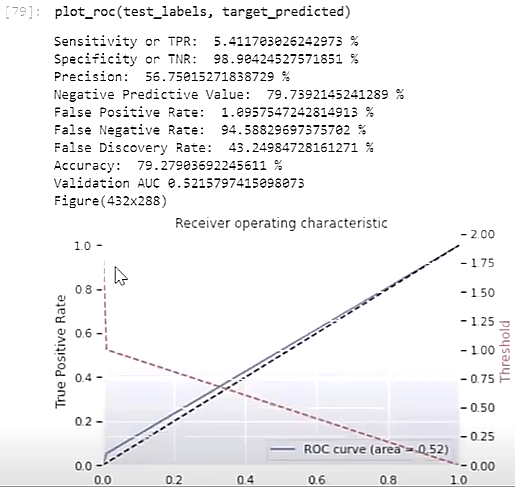 [79]: plot_roc(test_labels, target_predicted)
Sensitivity or TPR: 5.411703026242973 %
Specificity or TNR: 98.90424527571851 %
Precision: 56.75015271838729 %
Negative Predictive Value: 79.7392145241289 %
False Positive Rate: 1.0957547242814913 %
False Negative Rate: 94.58829697375702 %
False Discovery Rate: 43.24984728161271 %
Accuracy: 79.27903692245611 %
Validation AUC 0.5215797415098073
Figure(432x288)
Receiver operating characteristic
1.0
0.8
0.6
0.4
0.2
0.0
True Positive Rate
2.00
1.75
1.50
1.25
1.00
0.75
0.50
0.25
0.00
Threshold
ROC curve (area = 0.52)
0.0 0.2 0.4 0.6 0.8 1.0